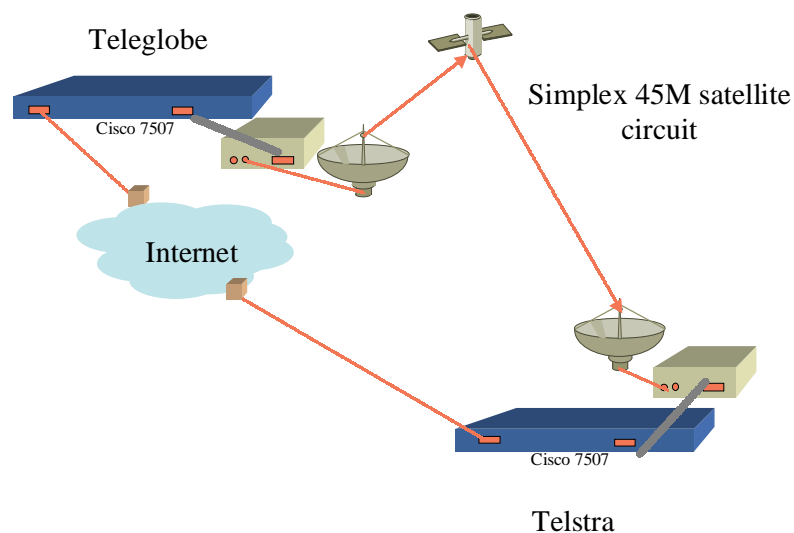 Teleglobe
Simplex 45M satellite
circuit
Cisco 7507
Internet
Cisco 7507
Telstra